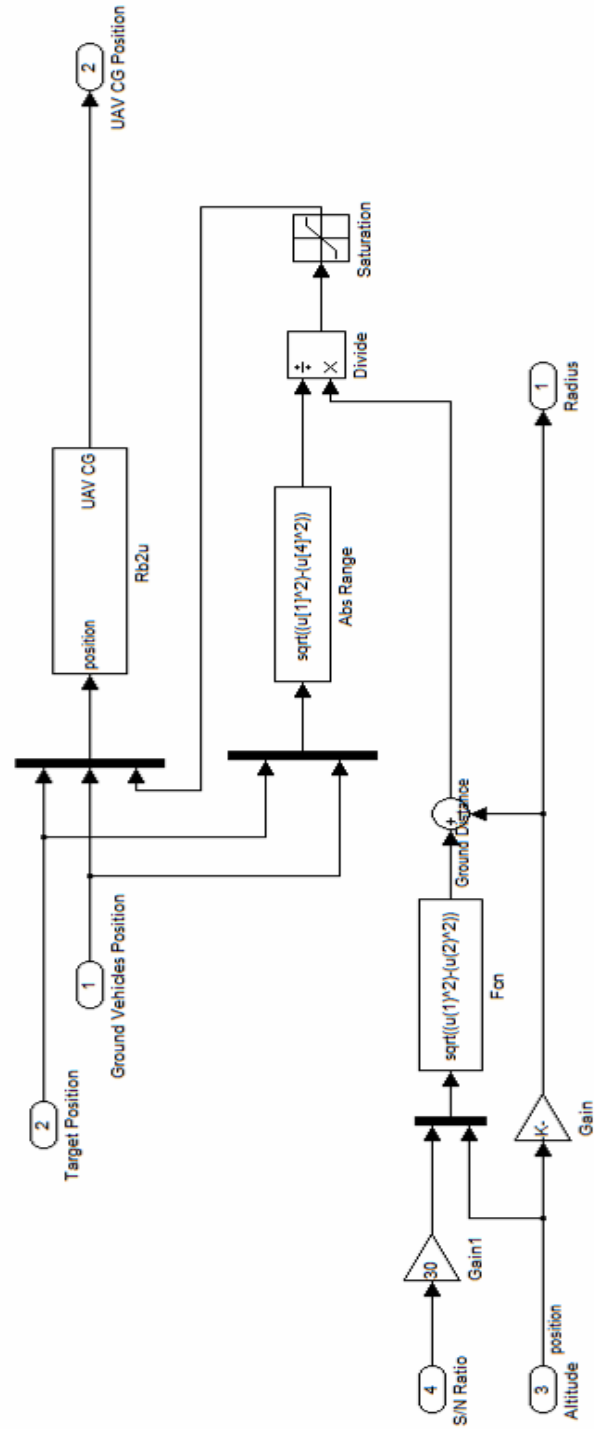 2
Target Position
1
Ground Vehicles Position
position
UAV CG
Rb2u
2
UAV CG Position
sqrt((u[1]^2)-(u[4]^2))
Abs Range
÷
×
Divide
Saturation
4
S/N Ratio
30
Gain1
sqrt((u(1)^2)-(u(2)^2))
Fcn
Ground Distance
+
3
position
Altitude
-K-
Gain
1
Radius